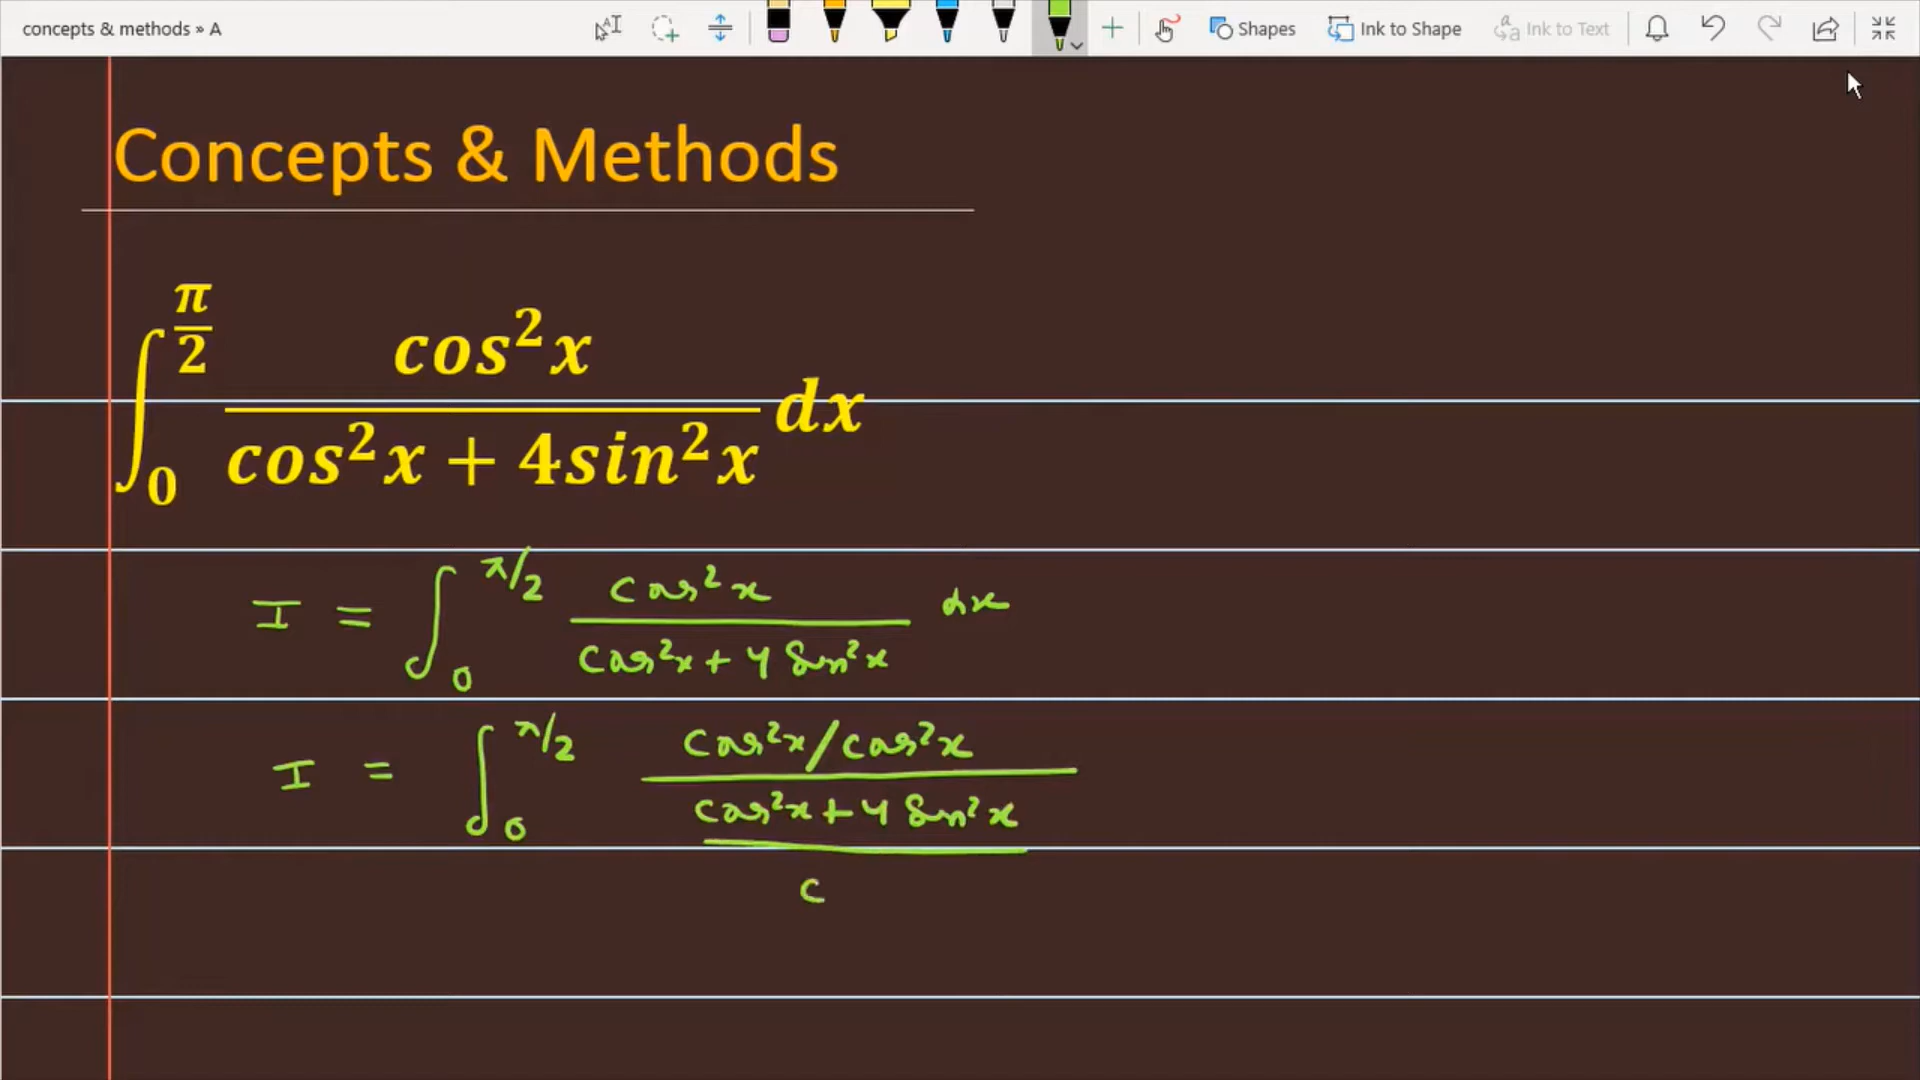 concepts & methods » A
Shapes
Ink to Shape
Ink to Text
Concepts & Methods
∫₀^(π/2) cos²x / (cos²x + 4sin²x) dx
I = ∫₀^(π/2) cos²x / (cos²x + 4 sin²x) dx
I = ∫₀^(π/2) (cos²x/cos²x) / ((cos²x + 4 sin²x) / c